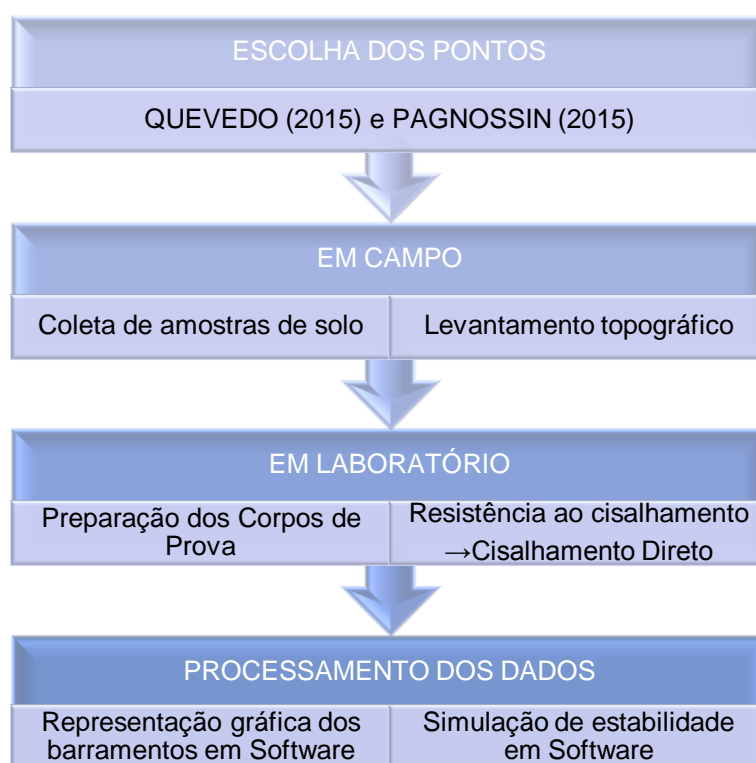 ESCOLHA DOS PONTOS
QUEVEDO (2015) e PAGNOSSIN (2015)
EM CAMPO
Coleta de amostras de solo
Levantamento topográfico
EM LABORATÓRIO
Preparação dos Corpos de
Prova
Resistência ao cisalhamento
→Cisalhamento Direto
PROCESSAMENTO DOS DADOS
Representação gráfica dos
barramentos em Software
Simulação de estabilidade
em Software